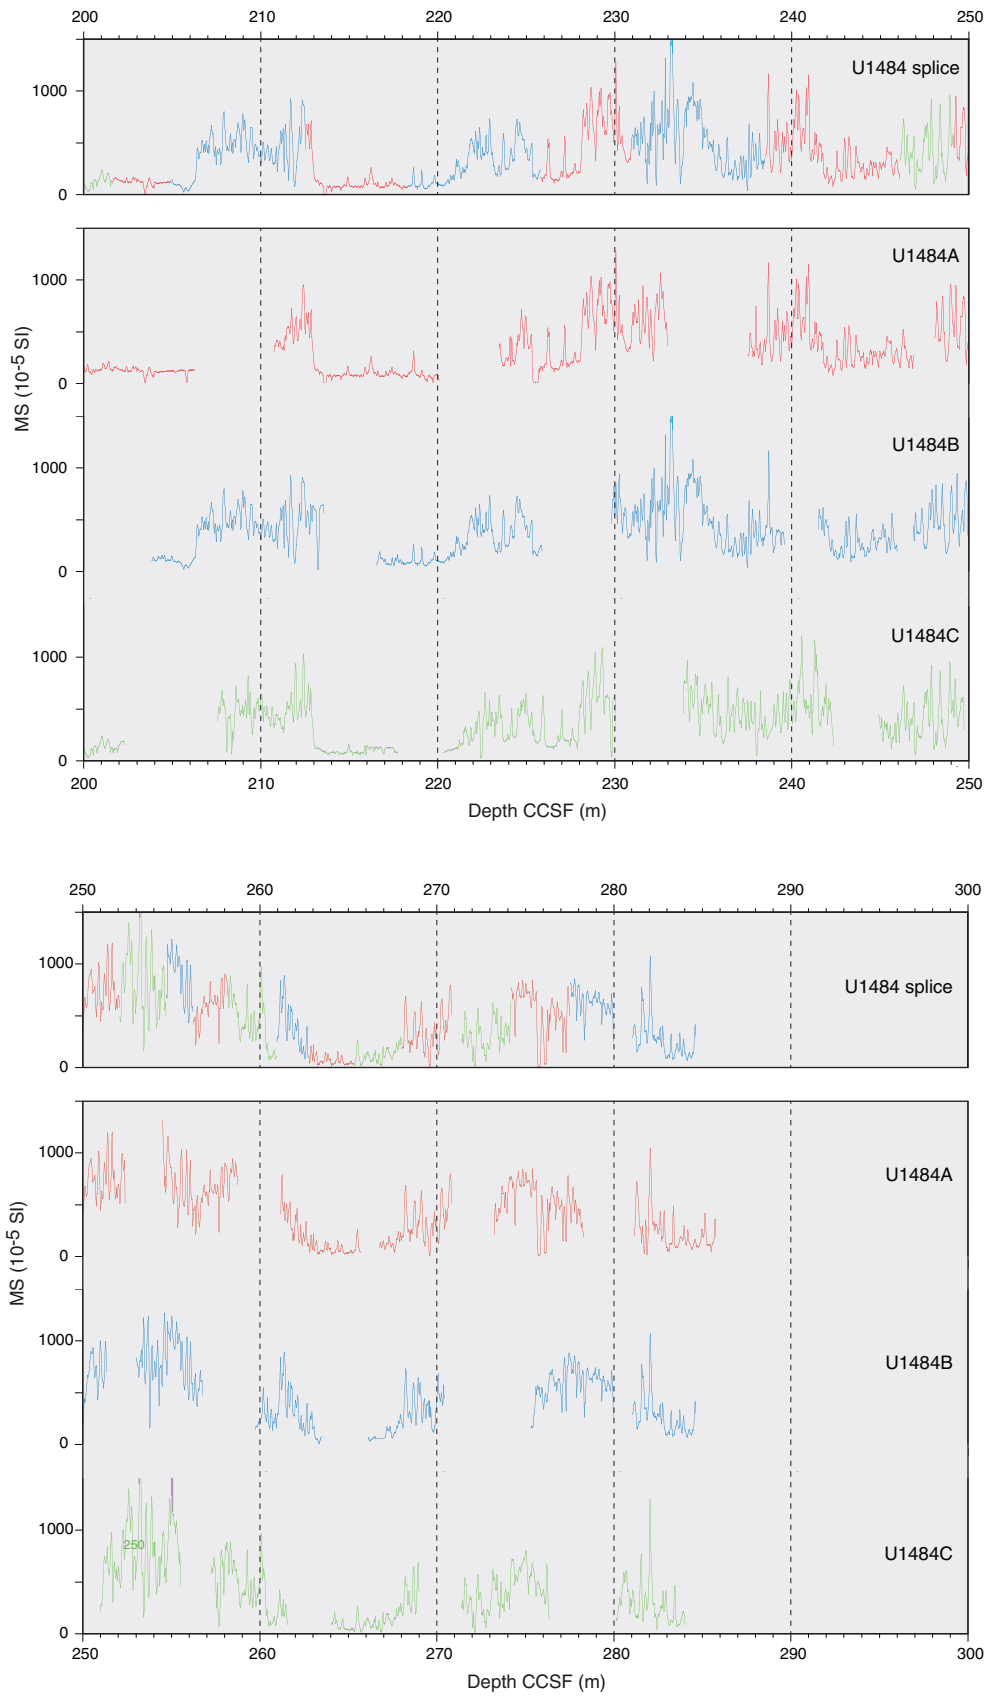 200 210 220 230 240 250
U1484 splice
1000
0
U1484A
1000
0
MS (10-5 SI)
U1484B
1000
0
U1484C
1000
0
200 210 220 230 240 250
Depth CCSF (m)
250 260 270 280 290 300
1000
U1484 splice
0
1000
U1484A
0
MS (10-5 SI)
1000
U1484B
0
1000
250
U1484C
0
250 260 270 280 290 300
Depth CCSF (m)